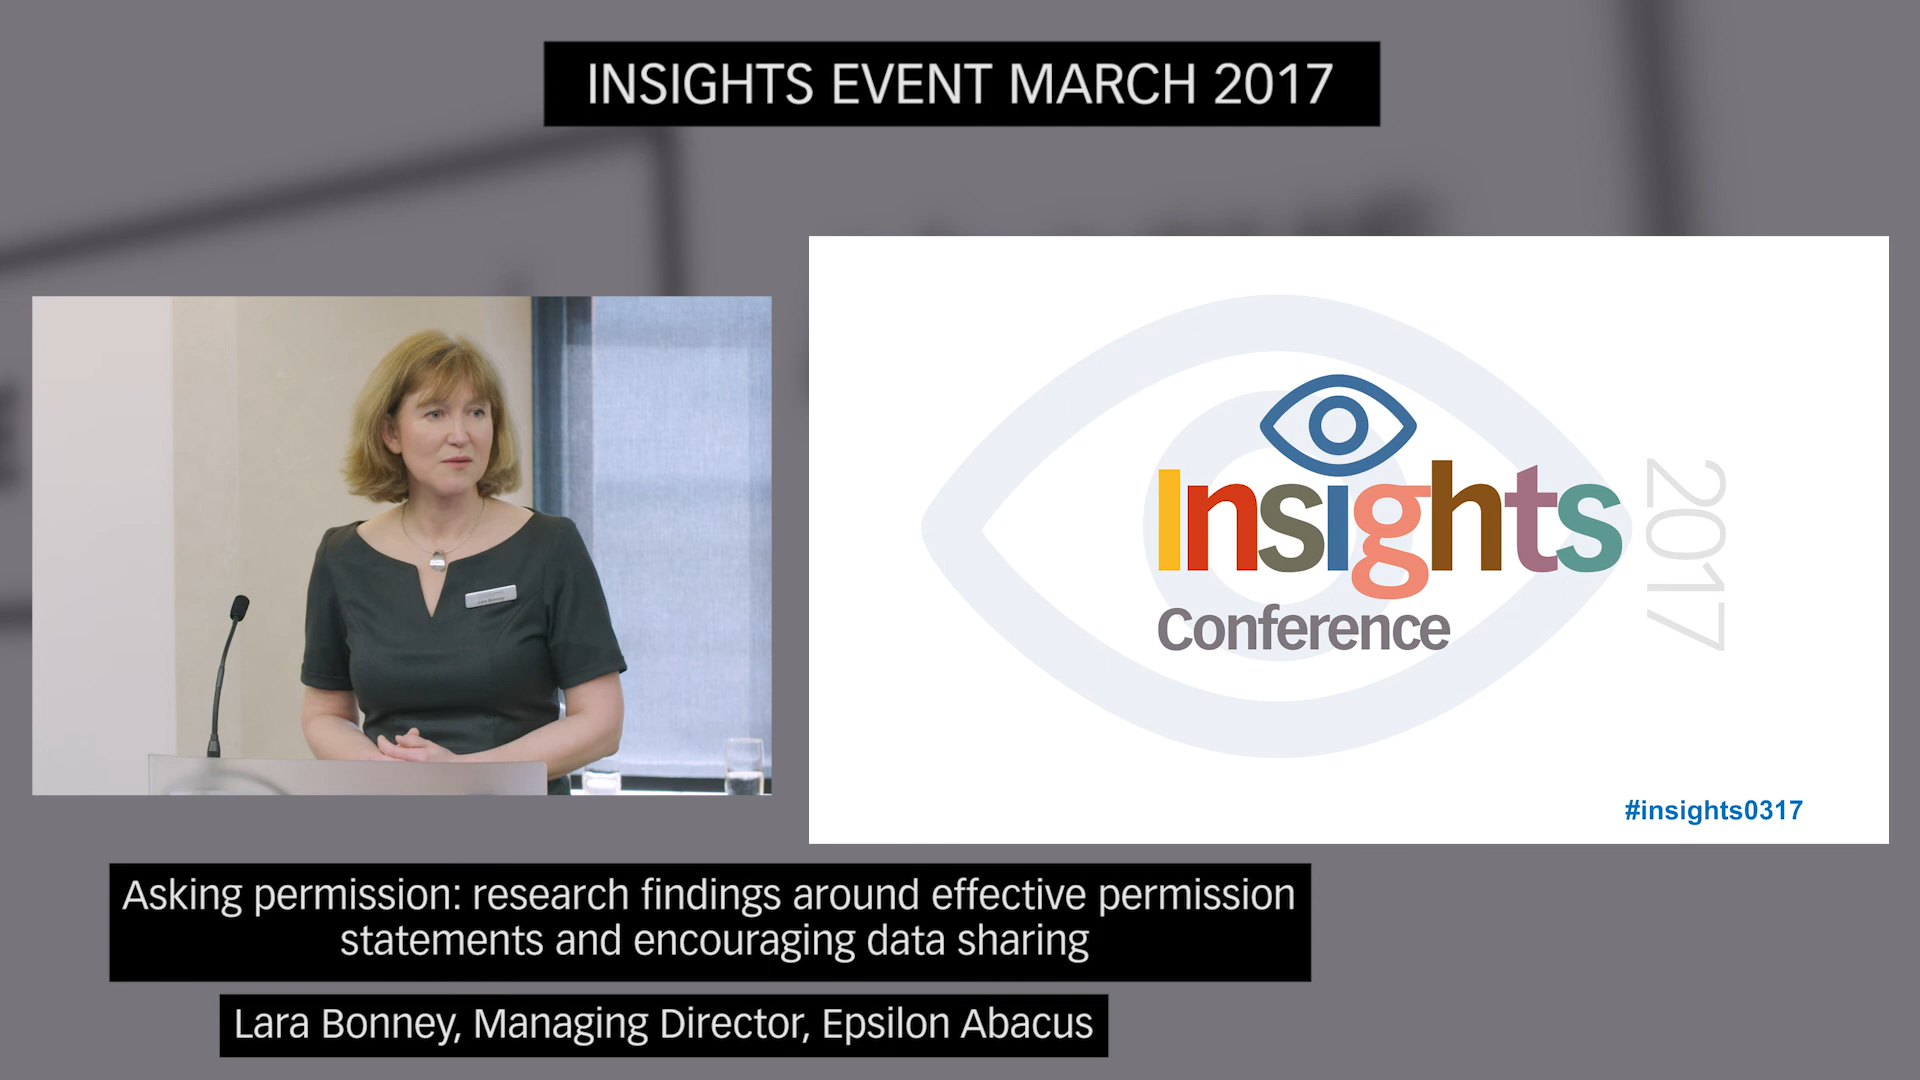 INSIGHTS EVENT MARCH 2017
Insights
Conference
2017
#insights0317
Asking permission: research findings around effective permission
statements and encouraging data sharing
Lara Bonney, Managing Director, Epsilon Abacus